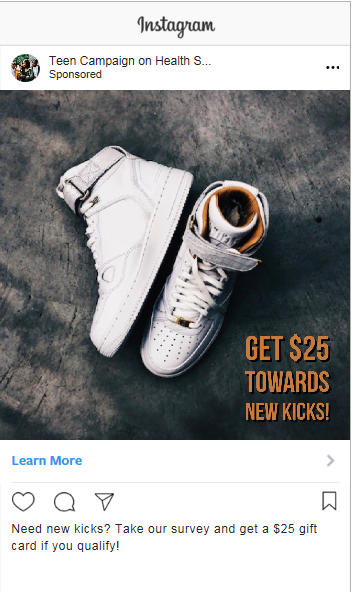 Instagram
Teen Campaign on Health S...
Sponsored
GET $25
TOWARDS
NEW KICKS!
Learn More
Need new kicks? Take our survey and get a $25 gift
card if you qualify!